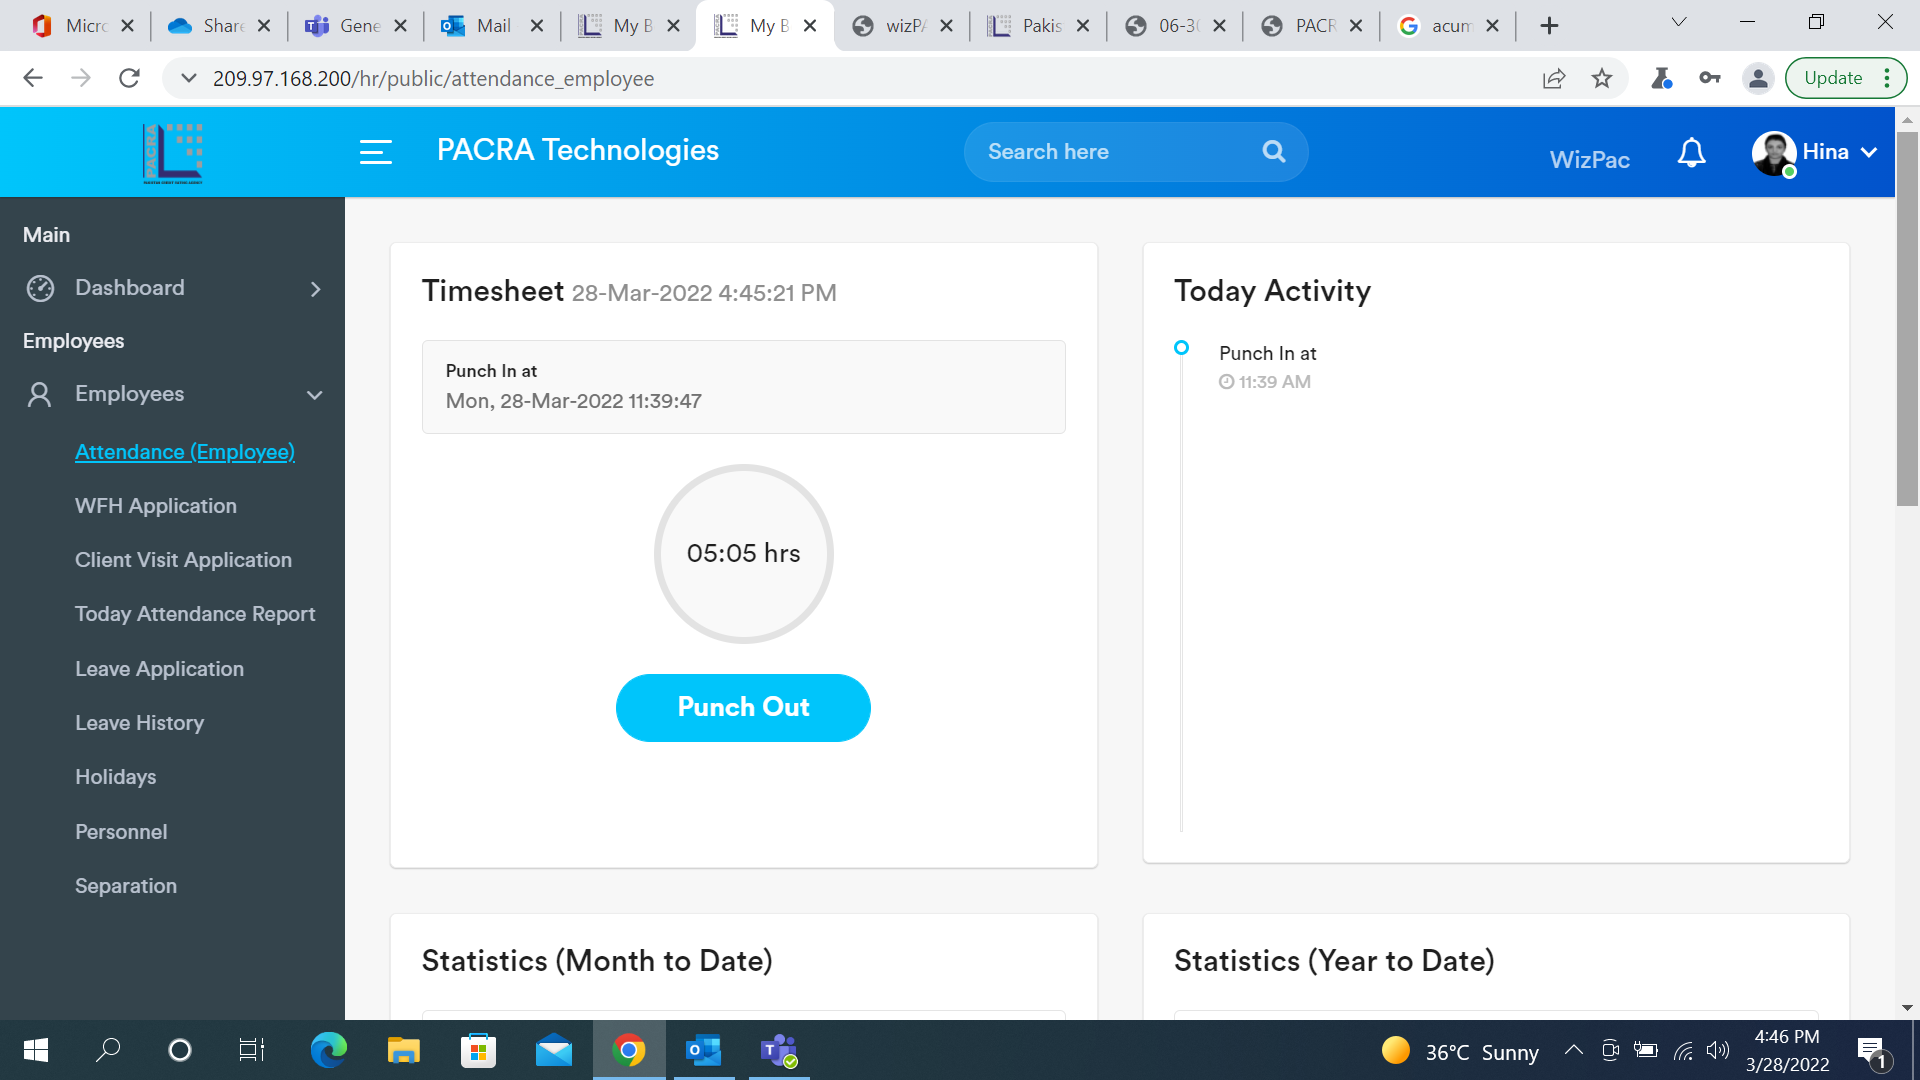 Micro
Share
Gene
Mail
My B
My B
wizPA
Pakis
06-30
PACR
acum
209.97.168.200/hr/public/attendance_employee
Update
PACRA
PACRA Technologies
Search here
WizPac
Hina
Main
Dashboard
Employees
Employees
Attendance (Employee)
WFH Application
Client Visit Application
Today Attendance Report
Leave Application
Leave History
Holidays
Personnel
Separation
Timesheet 28-Mar-2022 4:45:21 PM
Punch In at
Mon, 28-Mar-2022 11:39:47
05:05 hrs
Punch Out
Today Activity
Punch In at
11:39 AM
Statistics (Month to Date)
Statistics (Year to Date)
36°C Sunny
4:46 PM
3/28/2022
1